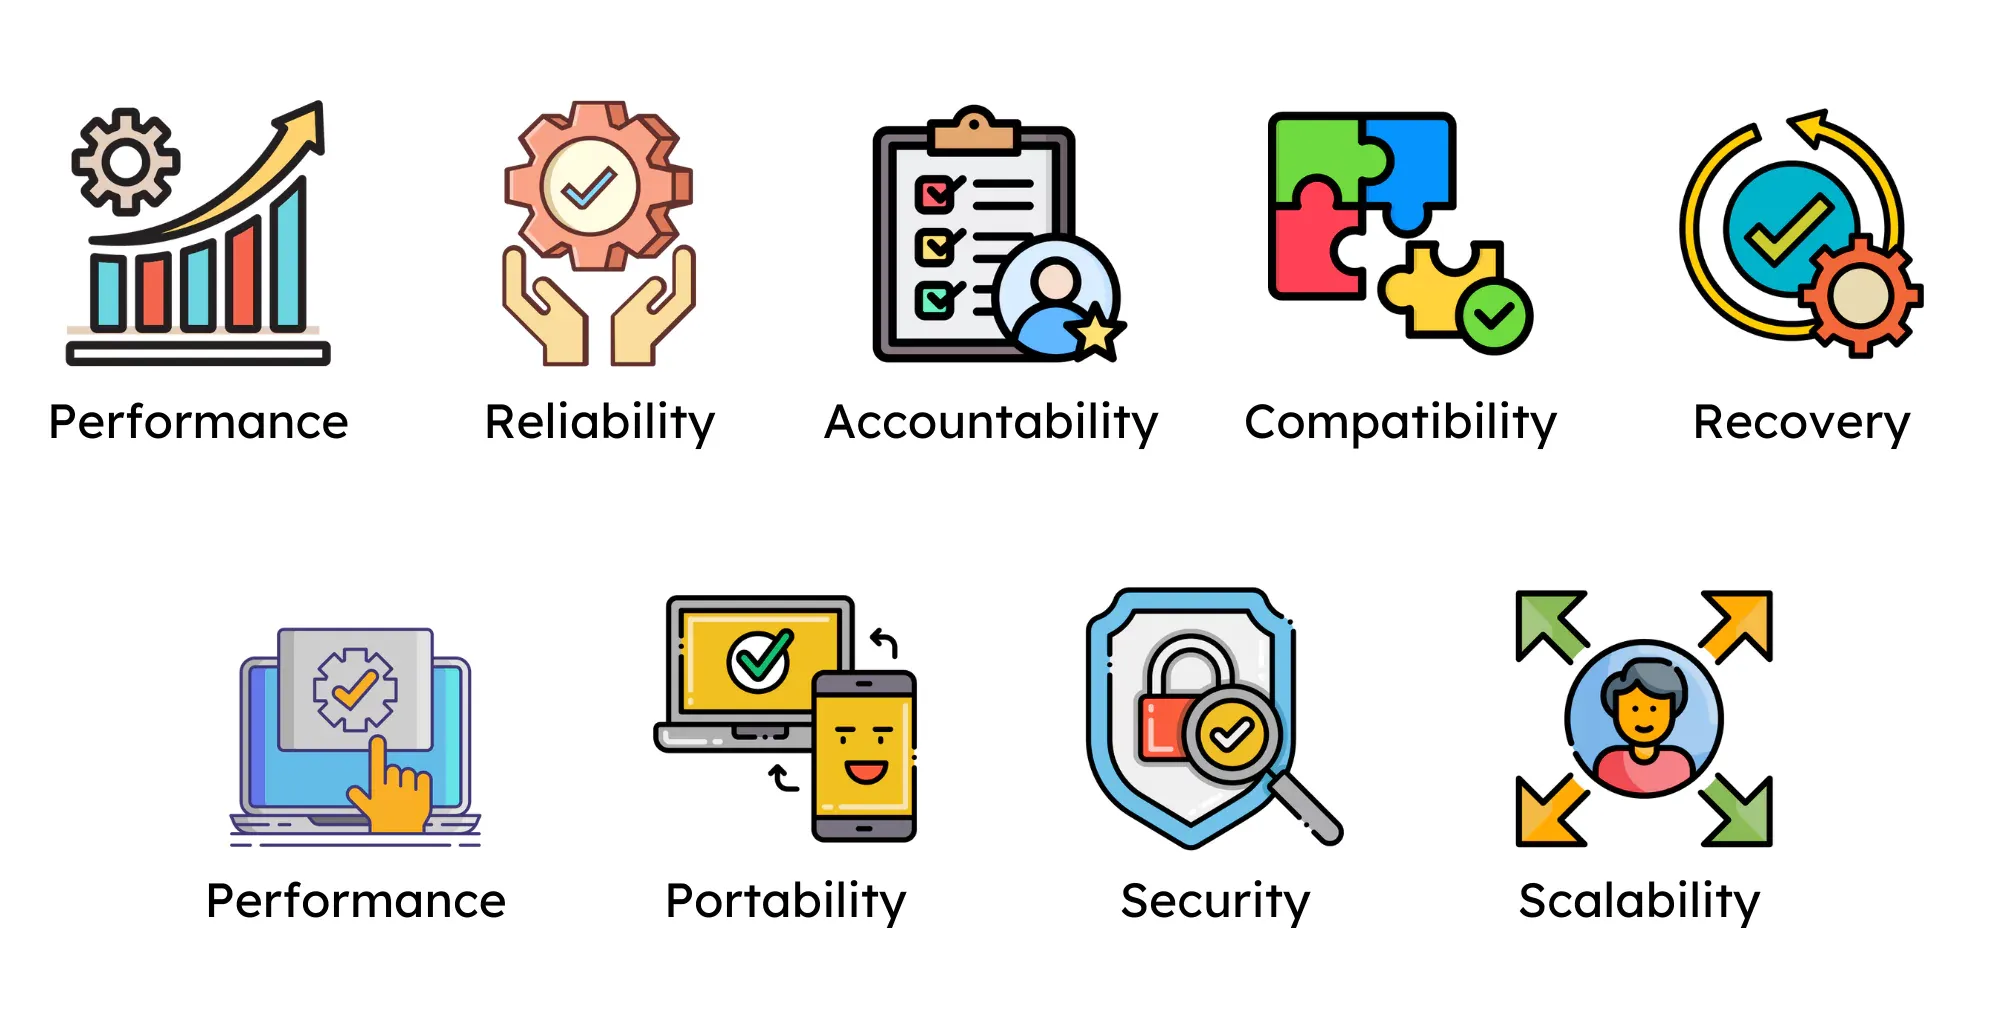 Performance
Reliability
Accountability
Compatibility
Recovery
Performance
Portability
Security
Scalability